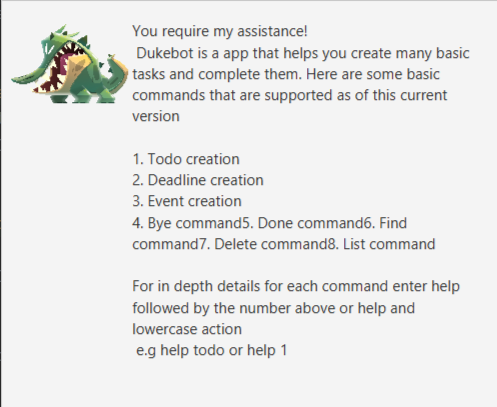 You require my assistance!
Dukebot is a app that helps you create many basic
tasks and complete them. Here are some basic
commands that are supported as of this current
version
1. Todo creation
2. Deadline creation
3. Event creation
4. Bye command5. Done command6. Find
command7. Delete command8. List command
For in depth details for each command enter help
followed by the number above or help and
lowercase action
e.g help todo or help 1